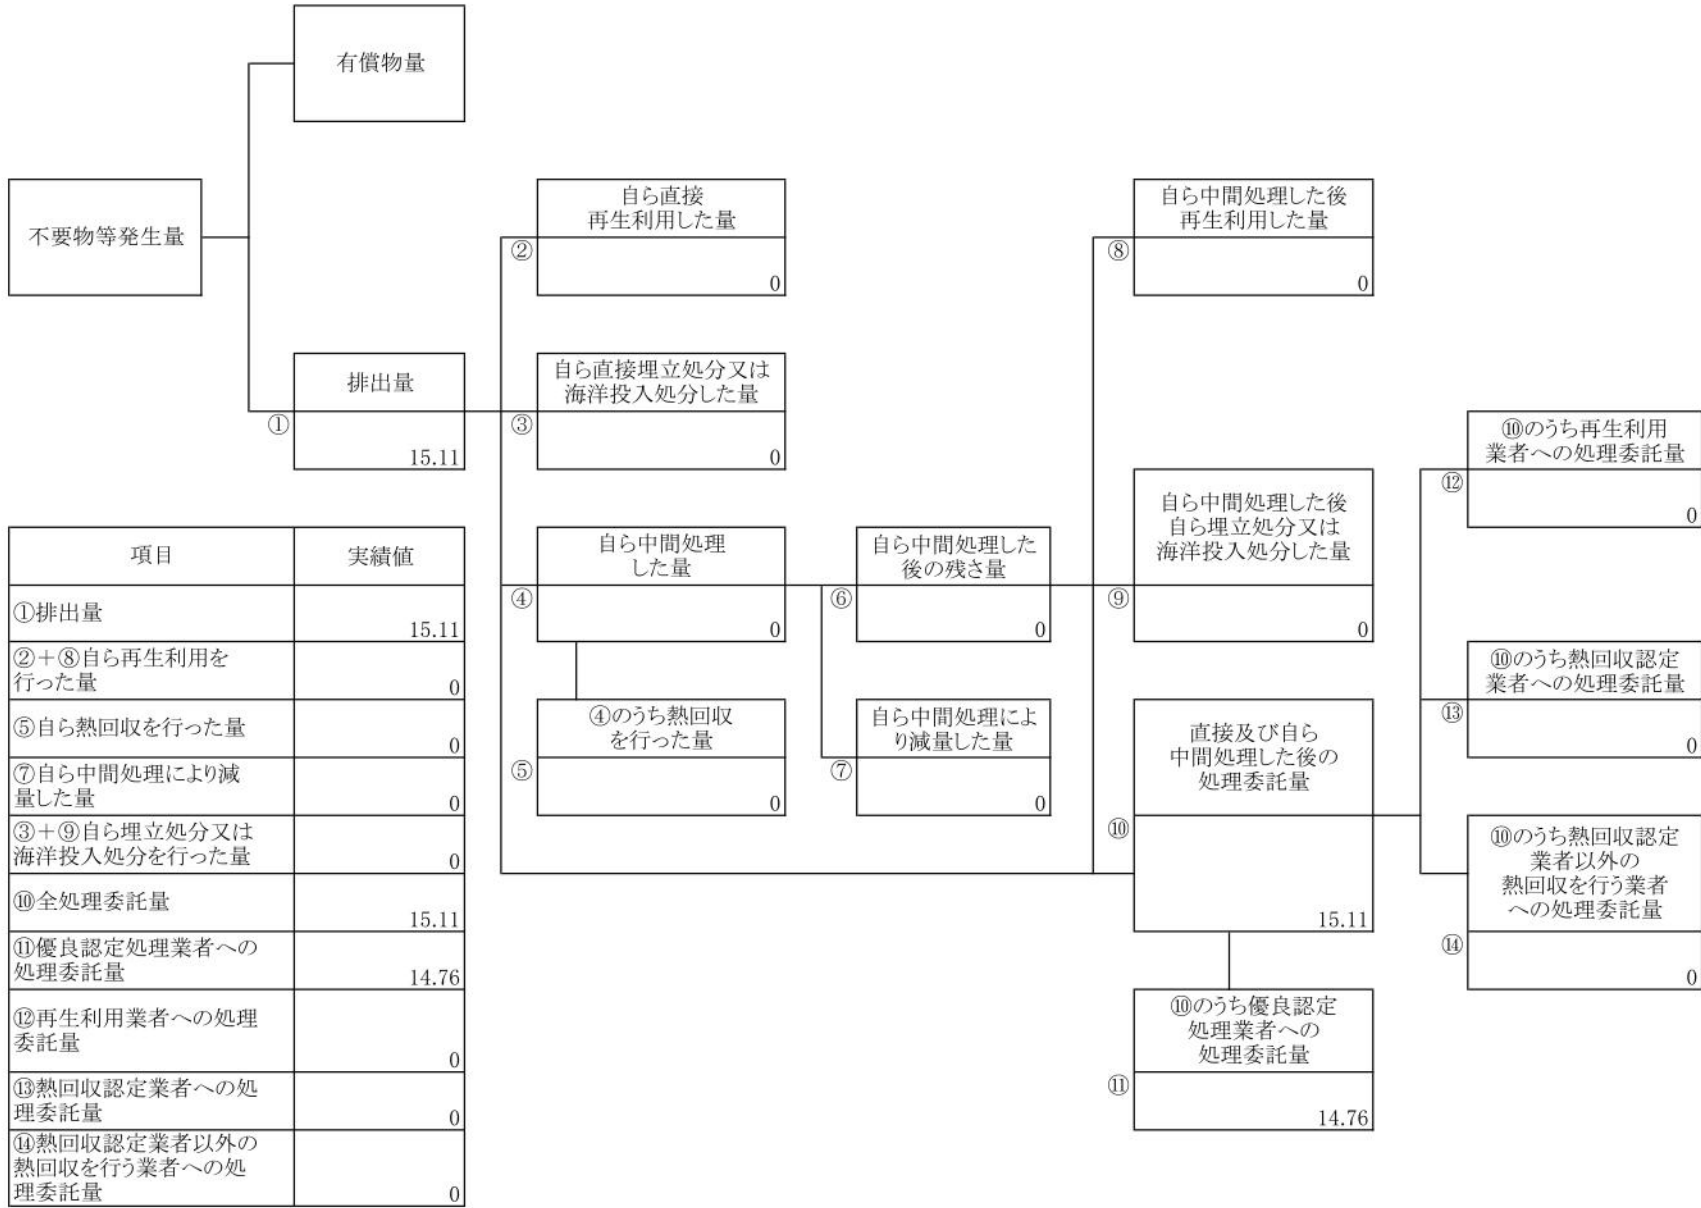 有償物量
不要物等発生量
自ら直接
再生利用した量
②
0
自ら中間処理した後
再生利用した量
⑧
0
排出量
①
15.11
自ら直接埋立処分又は
海洋投入処分した量
③
0
⑩のうち再生利用
業者への処理委託量
⑫
0
自ら中間処理
した量
④
0
自ら中間処理した
後の残さ量
⑥
0
自ら中間処理した後
自ら埋立処分又は
海洋投入処分した量
⑨
0
⑩のうち熱回収認定
業者への処理委託量
⑬
0
④のうち熱回収
を行った量
⑤
0
自ら中間処理によ
り減量した量
⑦
0
直接及び自ら
中間処理した後の
処理委託量
⑩
15.11
⑩のうち熱回収認定
業者以外の
熱回収を行う業者
への処理委託量
⑭
0
⑩のうち優良認定
処理業者への
処理委託量
⑪
14.76
項目 実績値
①排出量
15.11
②＋⑧自ら再生利用を
行った量
0
⑤自ら熱回収を行った量
0
⑦自ら中間処理により減
量した量
0
③＋⑨自ら埋立処分又は
海洋投入処分を行った量
0
⑩全処理委託量
15.11
⑪優良認定処理業者への
処理委託量
14.76
⑫再生利用業者への処理
委託量
0
⑬熱回収認定業者への処
理委託量
0
⑭熱回収認定業者以外の
熱回収を行う業者への処
理委託量
0